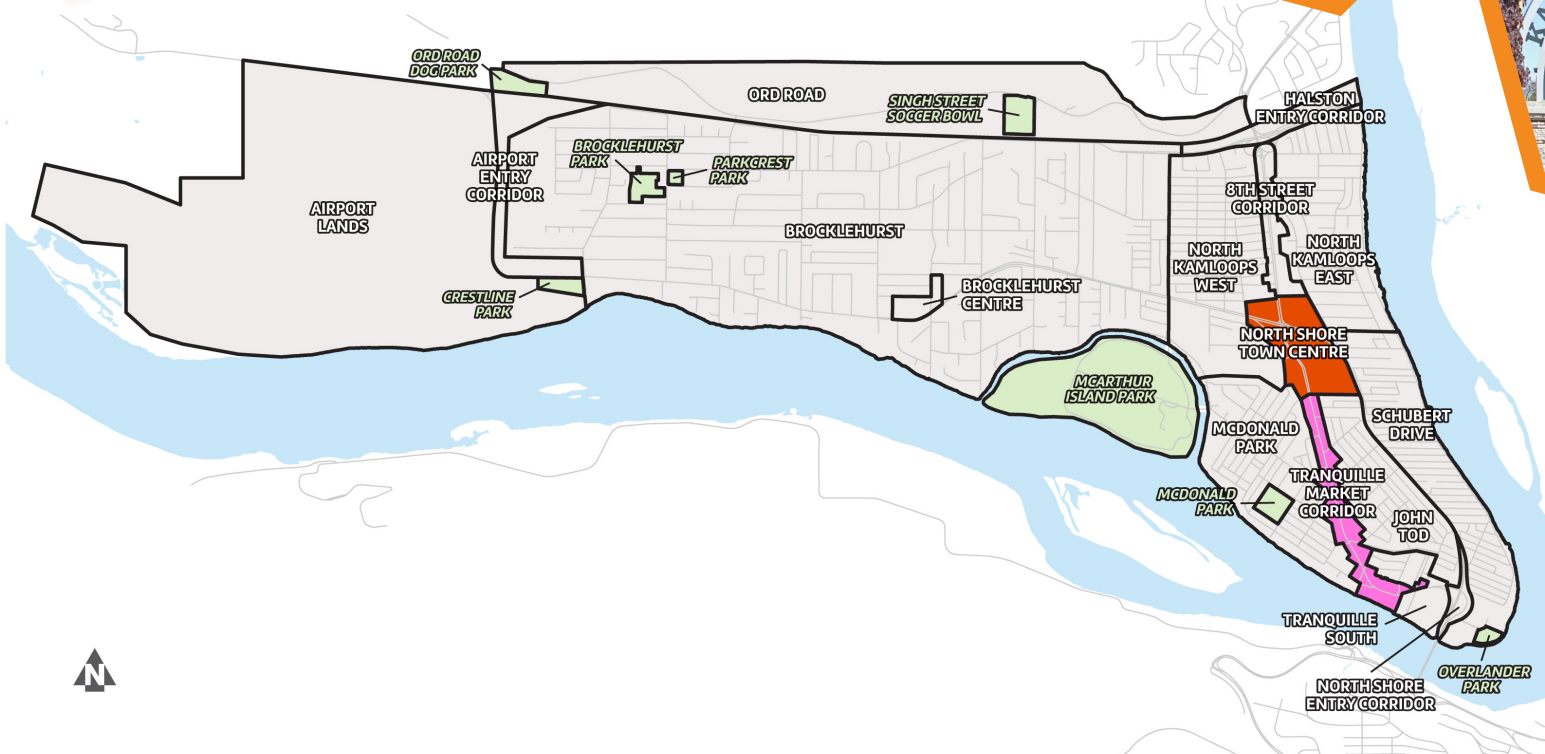 ORD ROAD
DOG PARK
ORD ROAD
SINGH STREET
SOCCER BOWL
HALSTON
ENTRY CORRIDOR
BROCKLEHURST
PARK
PARKCREST
PARK
AIRPORT
ENTRY
CORRIDOR
8TH STREET
CORRIDOR
AIRPORT
LANDS
BROCKLEHURST
NORTH
KAMLOOPS
WEST
NORTH
KAMLOOPS
EAST
CRESTLINE
PARK
BROCKLEHURST
CENTRE
NORTH SHORE
TOWN CENTRE
MCARTHUR
ISLAND PARK
MCDONALD
PARK
SCHUBERT
DRIVE
TRANQUILLE
MARKET
CORRIDOR
MCDONALD
PARK
JOHN
TOD
TRANQUILLE
SOUTH
OVERLANDER
PARK
NORTH SHORE
ENTRY CORRIDOR
N